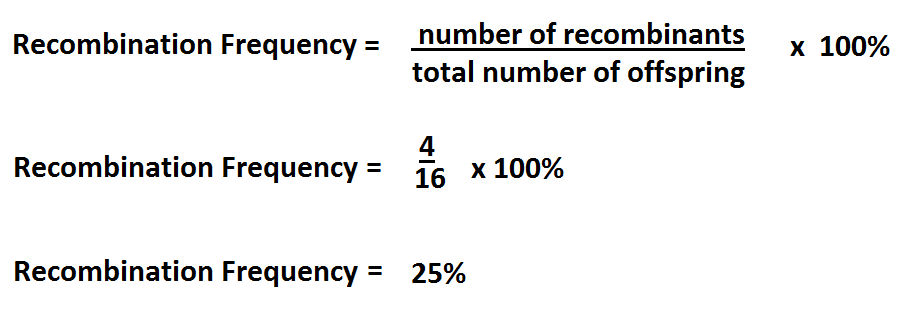 Recombination Frequency = number of recombinants x 100%
total number of offspring
Recombination Frequency = 4 x 100%
16
Recombination Frequency = 25%